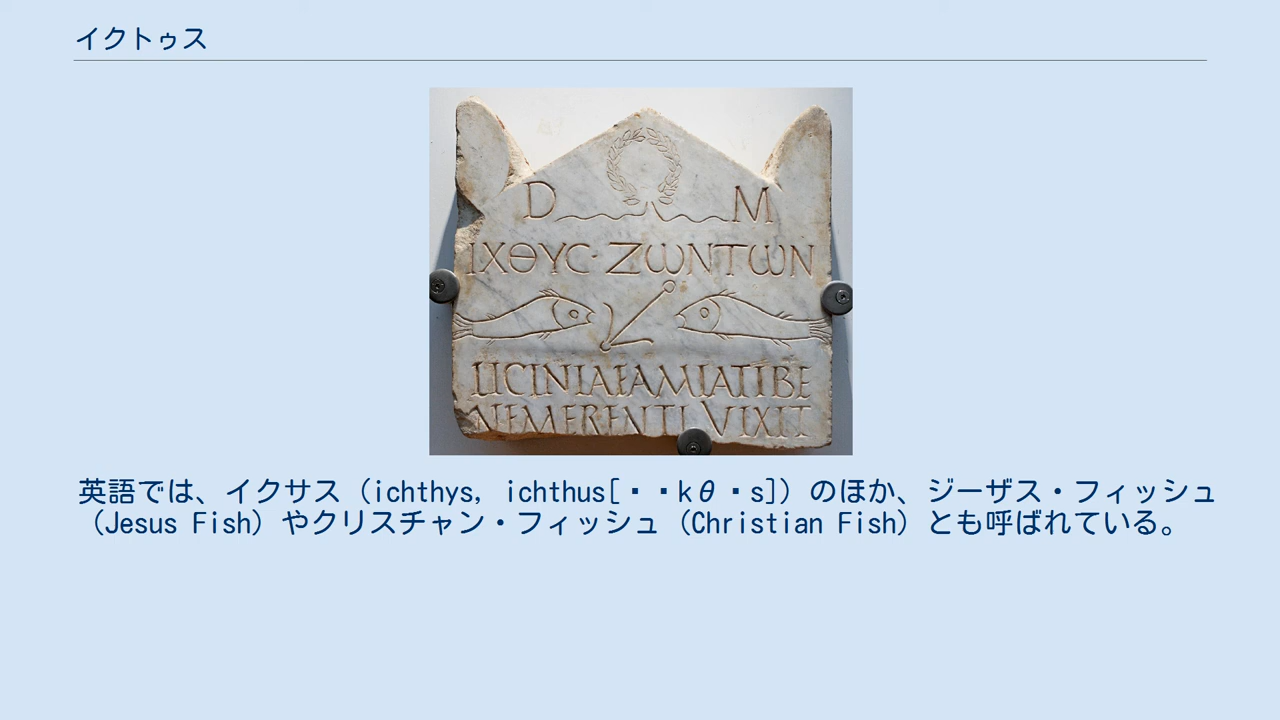 イクトゥス
D M
ΙΧΘΥϹ·ΖѠΝΤѠΝ
LICINIAEAMIATIBE
NEMERENTI VIXIT
英語では、イクサス（ichthys, ichthus[・・kθ・s]）のほか、ジーザス・フィッシュ
（Jesus Fish）やクリスチャン・フィッシュ（Christian Fish）とも呼ばれている。